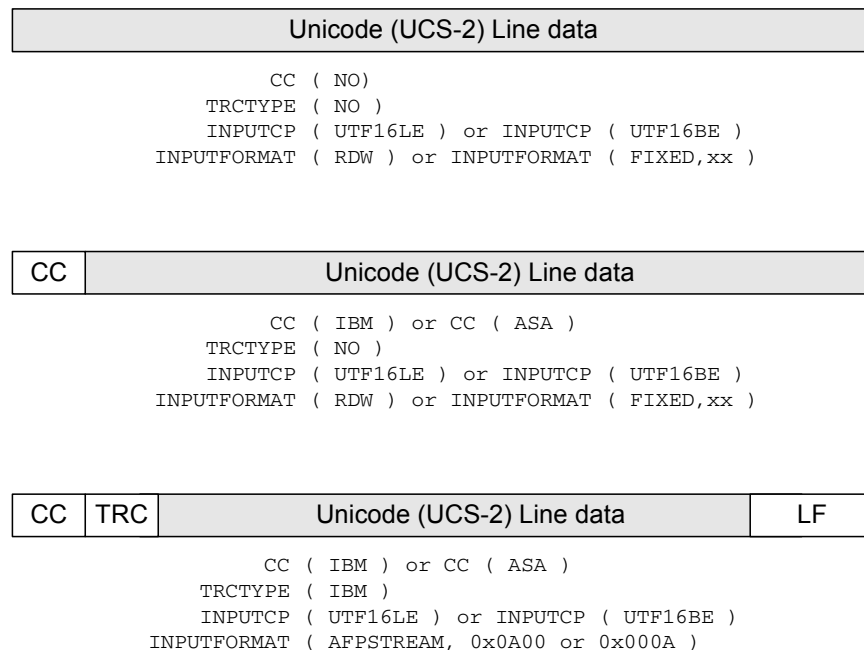 Unicode (UCS-2) Line data
CC ( NO)
TRCTYPE ( NO )
INPUTCP ( UTF16LE ) or INPUTCP ( UTF16BE )
INPUTFORMAT ( RDW ) or INPUTFORMAT ( FIXED,xx )
CC Unicode (UCS-2) Line data
CC ( IBM ) or CC ( ASA )
TRCTYPE ( NO )
INPUTCP ( UTF16LE ) or INPUTCP ( UTF16BE )
INPUTFORMAT ( RDW ) or INPUTFORMAT ( FIXED,xx )
CC TRC Unicode (UCS-2) Line data LF
CC ( IBM ) or CC ( ASA )
TRCTYPE ( IBM )
INPUTCP ( UTF16LE ) or INPUTCP ( UTF16BE )
INPUTFORMAT ( AFPSTREAM, 0x0A00 or 0x000A )